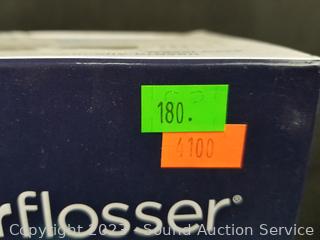 180.
4100
rflosser®
Copyright 2023 - Sound Auction Service